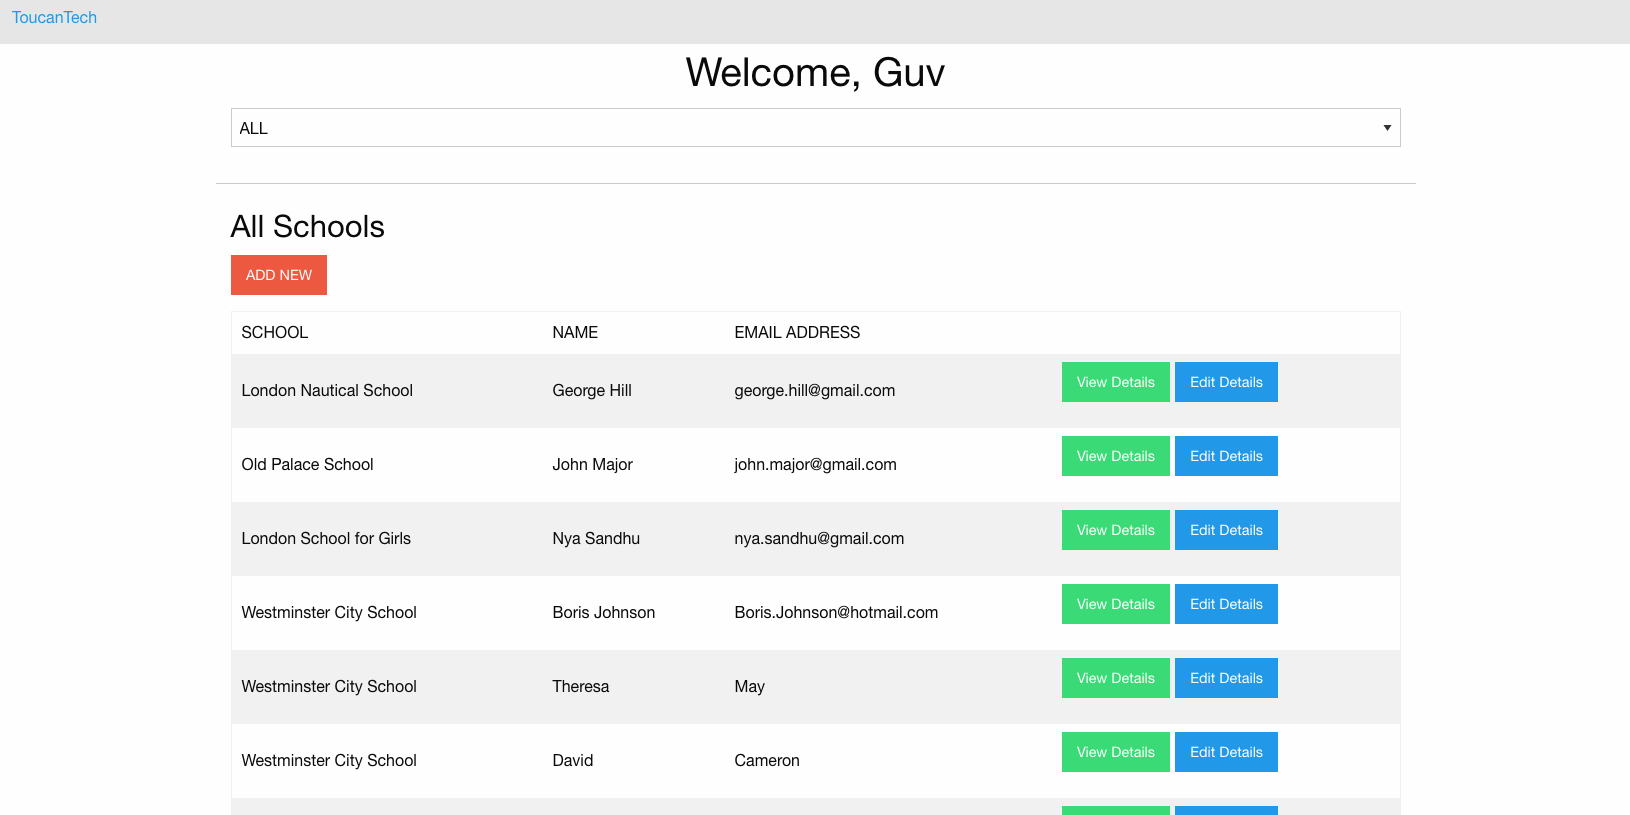 ToucanTech
Welcome, Guv
ALL
All Schools
ADD NEW
SCHOOL NAME EMAIL ADDRESS
London Nautical School George Hill george.hill@gmail.com View Details Edit Details
Old Palace School John Major john.major@gmail.com View Details Edit Details
London School for Girls Nya Sandhu nya.sandhu@gmail.com View Details Edit Details
Westminster City School Boris Johnson Boris.Johnson@hotmail.com View Details Edit Details
Westminster City School Theresa May View Details Edit Details
Westminster City School David Cameron View Details Edit Details